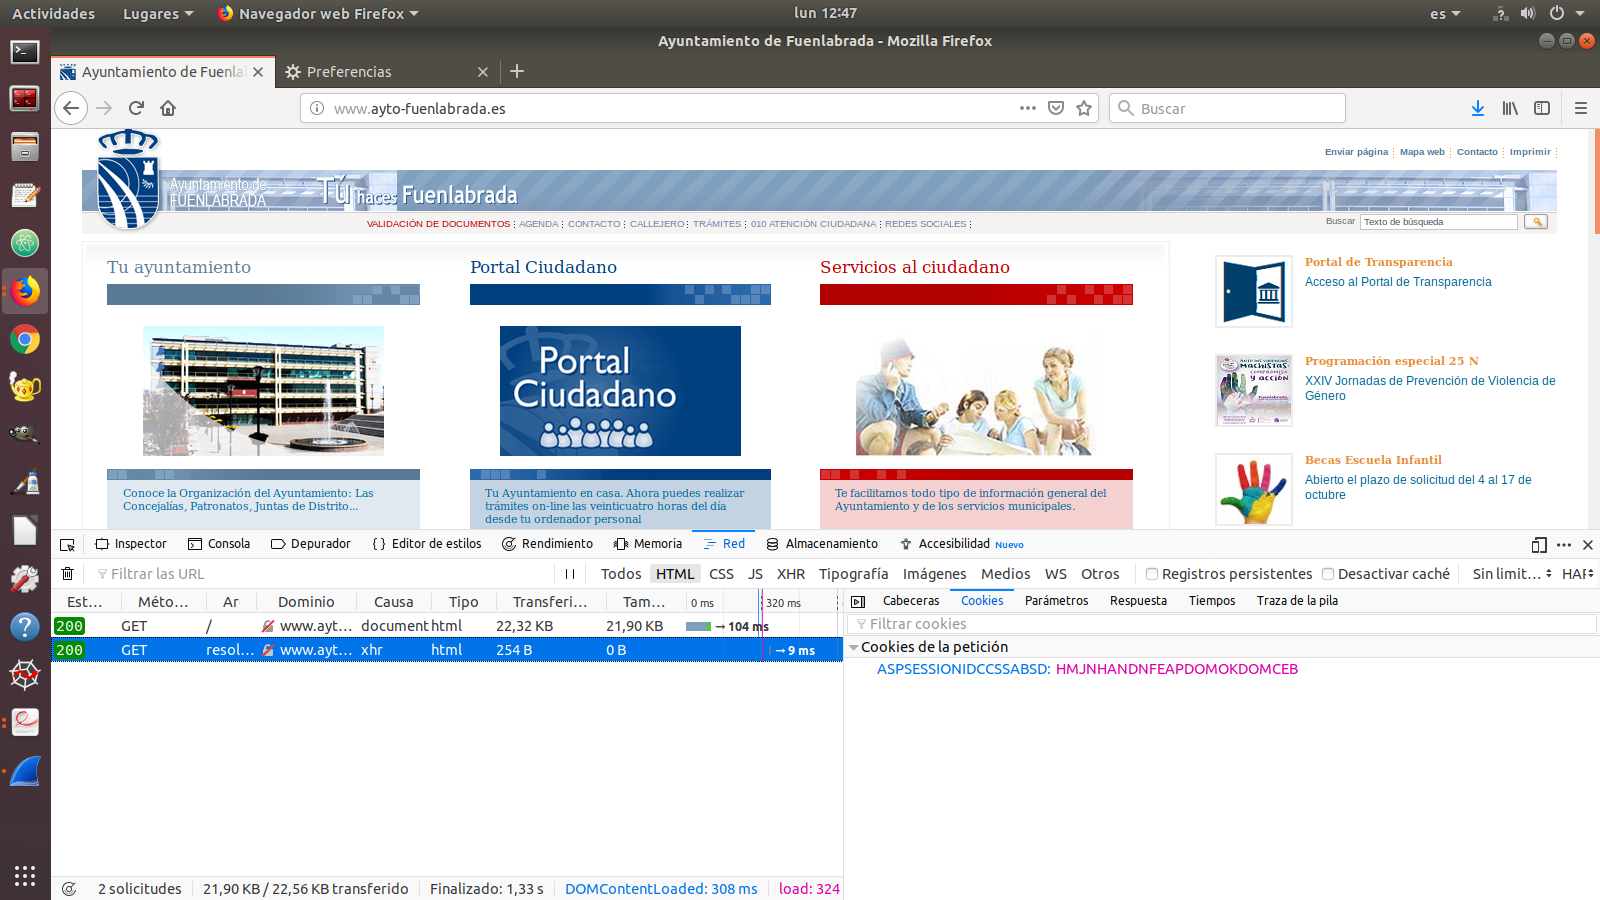 Actividades
Lugares
Navegador web Firefox
lun 12:47
es
Ayuntamiento de Fuenlabrada - Mozilla Firefox
Ayuntamiento de Fuenla
Preferencias
www.ayto-fuenlabrada.es
Buscar
Enviar página
Mapa web
Contacto
Imprimir
Ayuntamiento de
FUENLABRADA
Tú haces Fuenlabrada
VALIDACIÓN DE DOCUMENTOS
AGENDA
CONTACTO
CALLEJERO
TRÁMITES
010 ATENCIÓN CIUDADANA
REDES SOCIALES
Buscar
Texto de búsqueda
Tu ayuntamiento
Portal Ciudadano
Servicios al ciudadano
Portal
Ciudadano
Conoce la Organización del Ayuntamiento: Las
Concejalías, Patronatos, Juntas de Distrito...
Tu Ayuntamiento en casa. Ahora puedes realizar
trámites on-line las veinticuatro horas del día
desde tu ordenador personal
Te facilitamos todo tipo de información general del
Ayuntamiento y de los servicios municipales.
Portal de Transparencia
Acceso al Portal de Transparencia
MACHISTAS,
COMPROMISO
Y ACCIÓN
Programación especial 25 N
XXIV Jornadas de Prevención de Violencia de
Género
Becas Escuela Infantil
Abierto el plazo de solicitud del 4 al 17 de
octubre
Inspector
Consola
Depurador
Editor de estilos
Rendimiento
Memoria
Red
Almacenamiento
Accesibilidad Nuevo
Filtrar las URL
Todos
HTML
CSS
JS
XHR
Tipografía
Imágenes
Medios
WS
Otros
Registros persistentes
Desactivar caché
Sin limit...
HAR
Est...
Méto...
Ar
Dominio
Causa
Tipo
Transferi...
Tam...
0 ms
320 ms
200 GET / www.ayt... document html 22,32 KB 21,90 KB → 104 ms
200 GET resol... www.ayt... xhr html 254 B 0 B → 9 ms
Cabeceras
Cookies
Parámetros
Respuesta
Tiempos
Traza de la pila
Filtrar cookies
Cookies de la petición
ASPSESSIONIDCCSSABSD: HMJNHANDNFEAPDOMOKDOMCEB
2 solicitudes
21,90 KB / 22,56 KB transferido
Finalizado: 1,33 s
DOMContentLoaded: 308 ms
load: 324